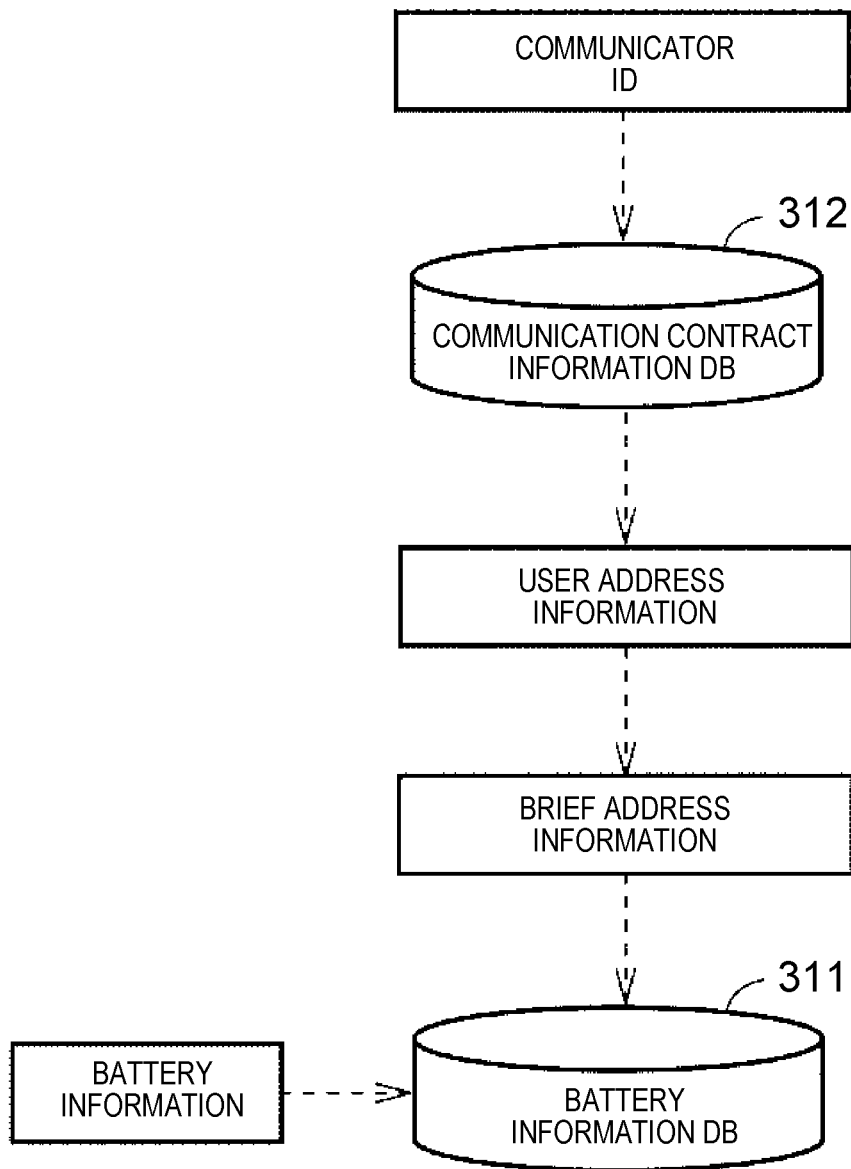 COMMUNICATOR
ID
312
COMMUNICATION CONTRACT
INFORMATION DB
USER ADDRESS
INFORMATION
BRIEF ADDRESS
INFORMATION
311
BATTERY
INFORMATION
BATTERY
INFORMATION DB